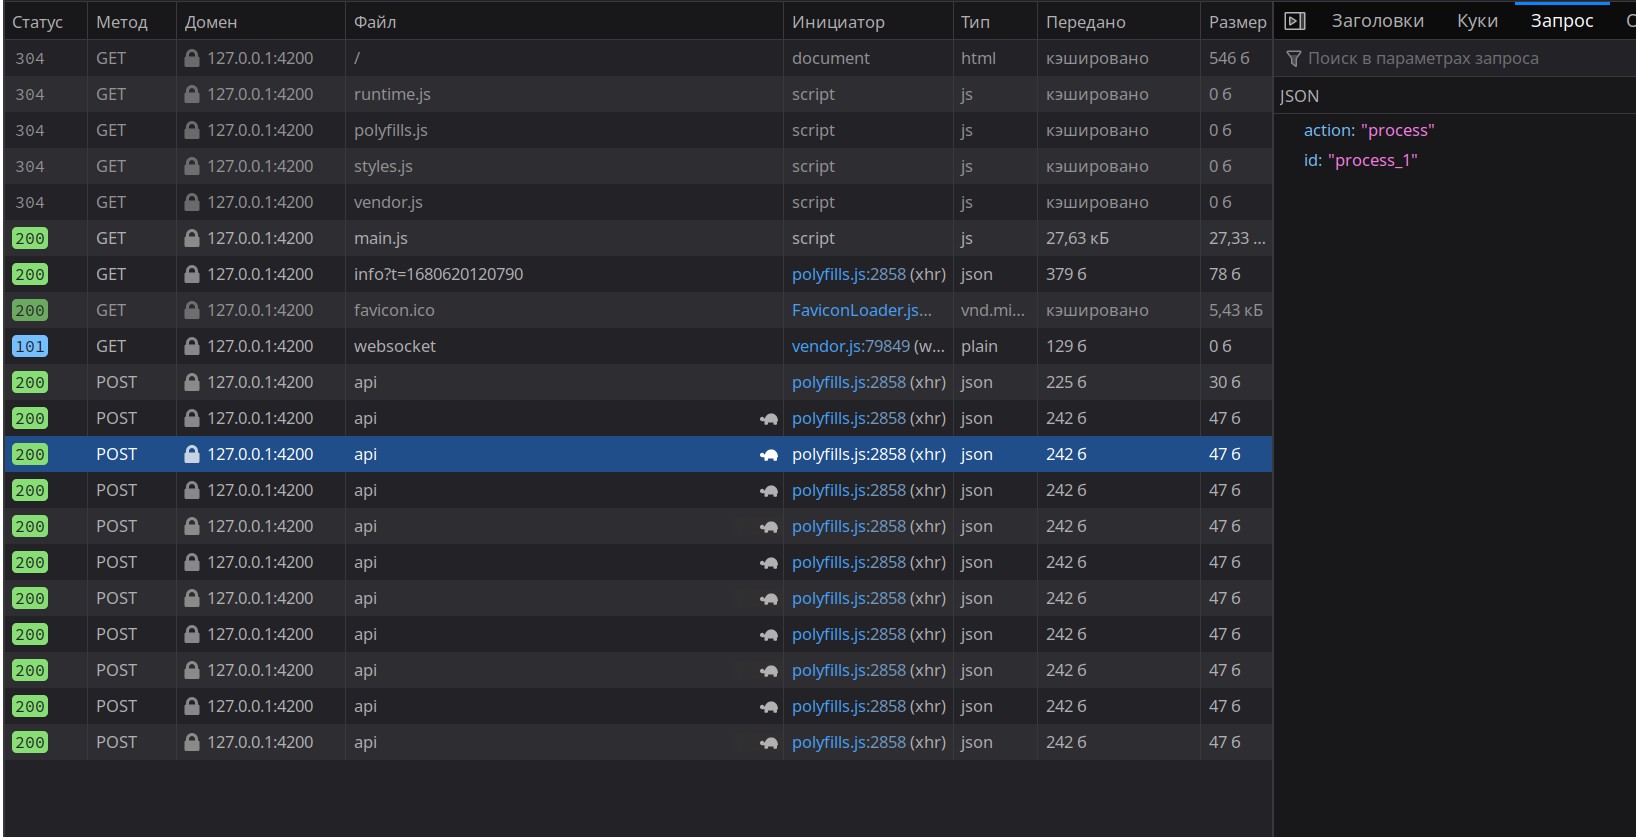 Статус Метод Домен Файл Инициатор Тип Передано Размер
304 GET 127.0.0.1:4200 / document html кэшировано 546 б
304 GET 127.0.0.1:4200 runtime.js script js кэшировано 0 б
304 GET 127.0.0.1:4200 polyfills.js script js кэшировано 0 б
304 GET 127.0.0.1:4200 styles.js script js кэшировано 0 б
304 GET 127.0.0.1:4200 vendor.js script js кэшировано 0 б
200 GET 127.0.0.1:4200 main.js script js 27,63 кБ 27,33 ...
200 GET 127.0.0.1:4200 info?t=1680620120790 polyfills.js:2858 (xhr) json 379 б 78 б
200 GET 127.0.0.1:4200 favicon.ico FaviconLoader.js... vnd.mi... кэшировано 5,43 кБ
101 GET 127.0.0.1:4200 websocket vendor.js:79849 (w... plain 129 б 0 б
200 POST 127.0.0.1:4200 api polyfills.js:2858 (xhr) json 225 б 30 б
200 POST 127.0.0.1:4200 api polyfills.js:2858 (xhr) json 242 б 47 б
200 POST 127.0.0.1:4200 api polyfills.js:2858 (xhr) json 242 б 47 б
200 POST 127.0.0.1:4200 api polyfills.js:2858 (xhr) json 242 б 47 б
200 POST 127.0.0.1:4200 api polyfills.js:2858 (xhr) json 242 б 47 б
200 POST 127.0.0.1:4200 api polyfills.js:2858 (xhr) json 242 б 47 б
200 POST 127.0.0.1:4200 api polyfills.js:2858 (xhr) json 242 б 47 б
200 POST 127.0.0.1:4200 api polyfills.js:2858 (xhr) json 242 б 47 б
200 POST 127.0.0.1:4200 api polyfills.js:2858 (xhr) json 242 б 47 б
200 POST 127.0.0.1:4200 api polyfills.js:2858 (xhr) json 242 б 47 б
200 POST 127.0.0.1:4200 api polyfills.js:2858 (xhr) json 242 б 47 б
Заголовки Куки Запрос
Поиск в параметрах запроса
JSON
action: "process"
id: "process_1"